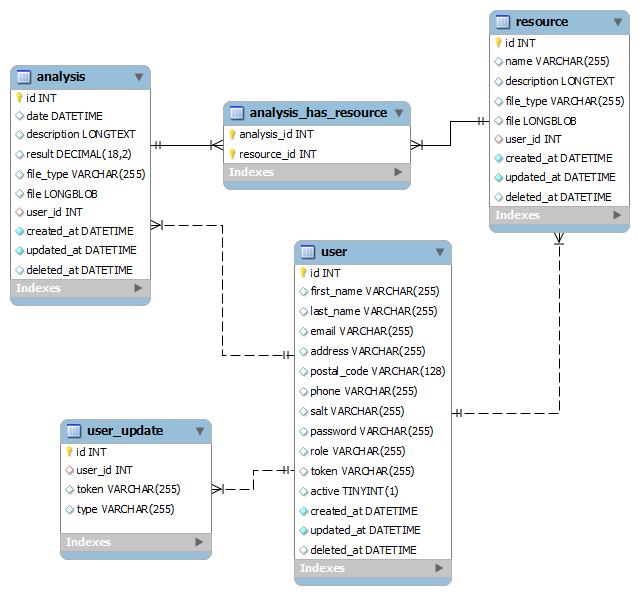 resource
id INT
name VARCHAR(255)
description LONGTEXT
file_type VARCHAR(255)
file LONGBLOB
user_id INT
created_at DATETIME
updated_at DATETIME
deleted_at DATETIME
Indexes
analysis
id INT
date DATETIME
description LONGTEXT
result DECIMAL(18,2)
file_type VARCHAR(255)
file LONGBLOB
user_id INT
created_at DATETIME
updated_at DATETIME
deleted_at DATETIME
Indexes
analysis_has_resource
analysis_id INT
resource_id INT
Indexes
user
id INT
first_name VARCHAR(255)
last_name VARCHAR(255)
email VARCHAR(255)
address VARCHAR(255)
postal_code VARCHAR(128)
phone VARCHAR(255)
salt VARCHAR(255)
password VARCHAR(255)
role VARCHAR(255)
token VARCHAR(255)
active TINYINT(1)
created_at DATETIME
updated_at DATETIME
deleted_at DATETIME
Indexes
user_update
id INT
user_id INT
token VARCHAR(255)
type VARCHAR(255)
Indexes